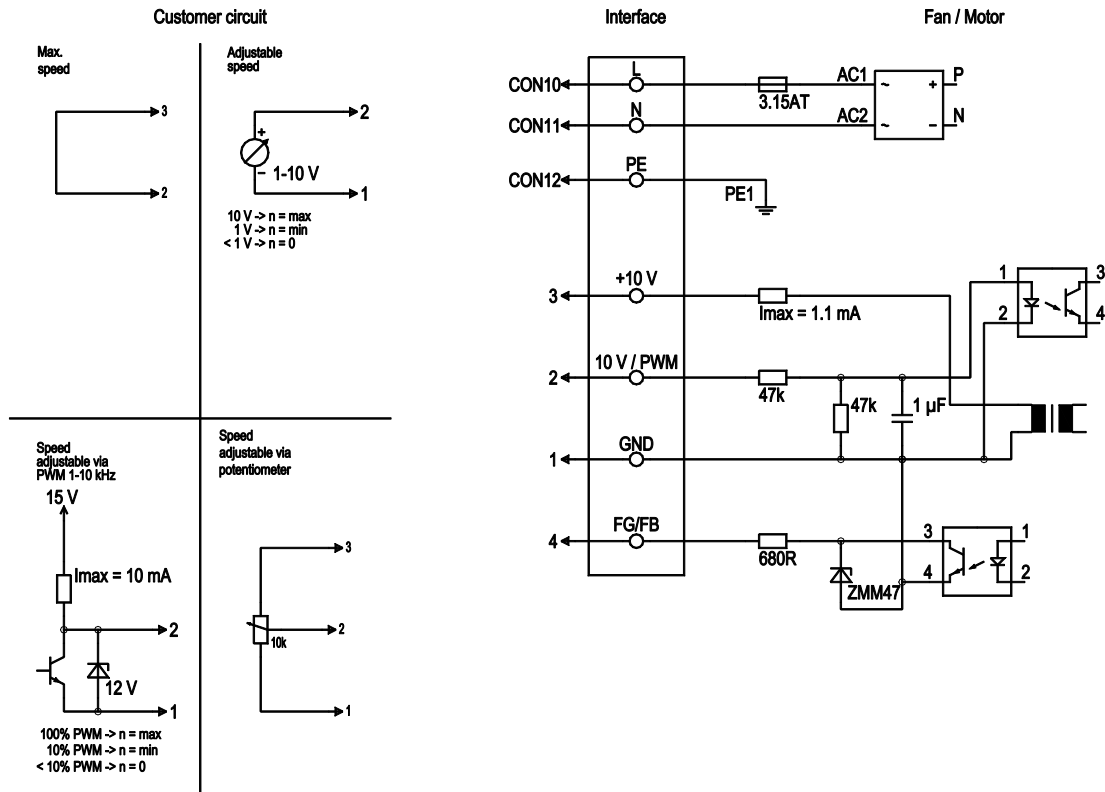 Customer circuit
Interface
Fan / Motor
Max.
speed
3
2
Adjustable
speed
2
+
1-10 V
−
1
10 V -> n = max
1 V -> n = min
< 1 V -> n = 0
Speed
adjustable via
PWM 1-10 kHz
15 V
Imax = 10 mA
2
12 V
1
100% PWM -> n = max
10% PWM -> n = min
< 10% PWM -> n = 0
Speed
adjustable via
potentiometer
3
2
10k
1
L
CON10
3.15AT
AC1
~
+
P
N
CON11
AC2
~
−
N
PE
CON12
PE1
+10 V
3
Imax = 1.1 mA
1
2
3
4
10 V / PWM
2
47k
47k
1 µF
GND
1
FG/FB
4
680R
ZMM47
3
4
1
2